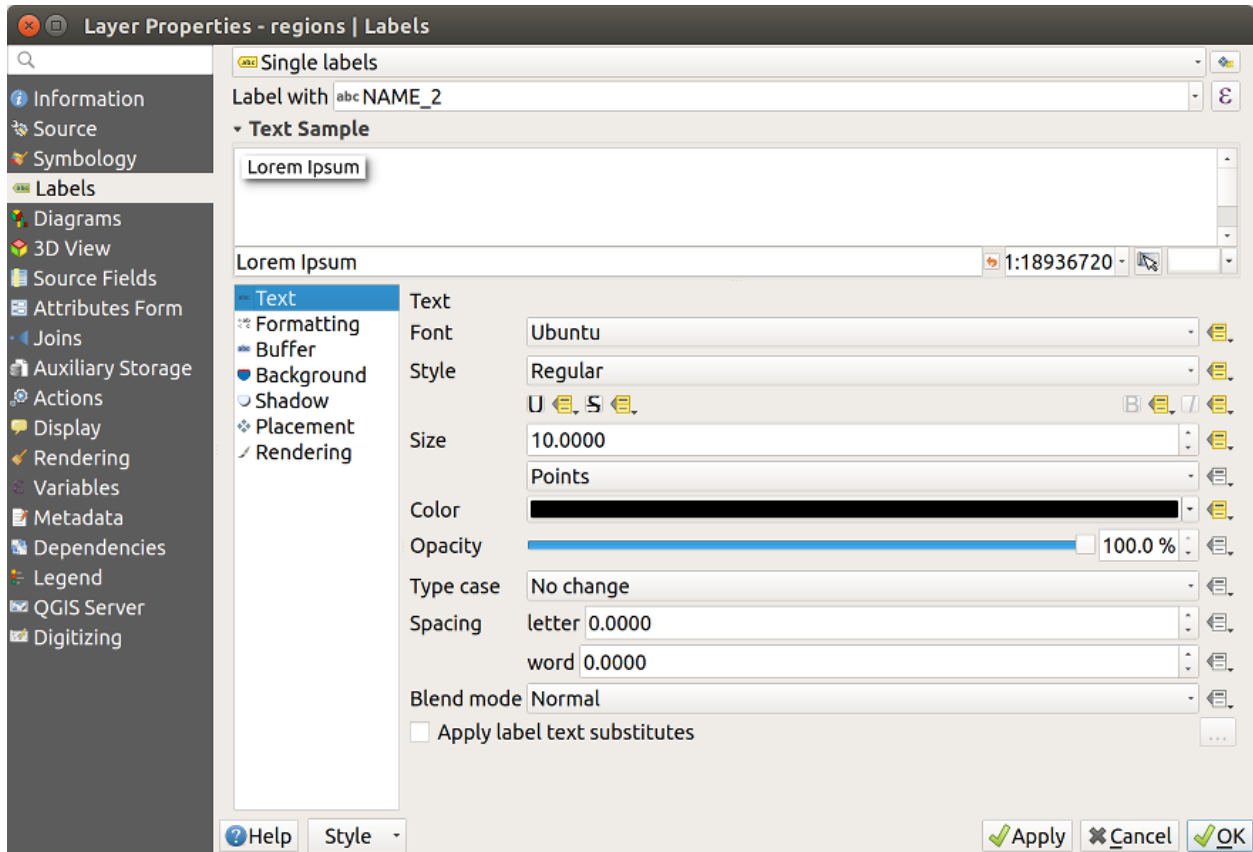 Layer Properties - regions | Labels
Information
Source
Symbology
Labels
Diagrams
3D View
Source Fields
Attributes Form
Joins
Auxiliary Storage
Actions
Display
Rendering
Variables
Metadata
Dependencies
Legend
QGIS Server
Digitizing
abc Single labels
Label with abc NAME_2 ε
Text Sample
Lorem Ipsum
Lorem Ipsum 1:18936720
Text
Formatting
Buffer
Background
Shadow
Placement
Rendering
Text
Font Ubuntu
Style Regular
U S B I
Size 10.0000
Points
Color
Opacity 100.0 %
Type case No change
Spacing letter 0.0000
word 0.0000
Blend mode Normal
Apply label text substitutes ...
Help Style Apply Cancel OK